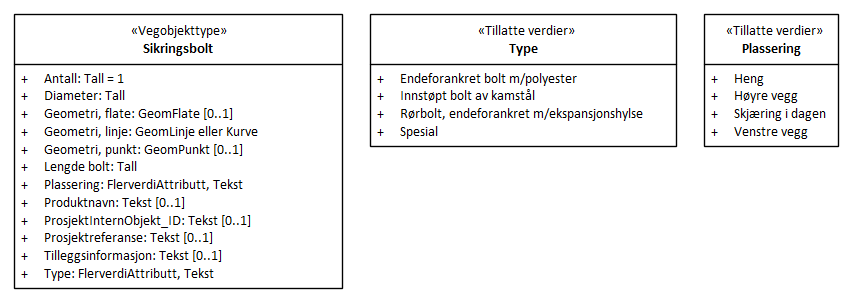 «Vegobjekttype»
Sikringsbolt
+ Antall: Tall = 1
+ Diameter: Tall
+ Geometri, flate: GeomFlate [0..1]
+ Geometri, linje: GeomLinje eller Kurve
+ Geometri, punkt: GeomPunkt [0..1]
+ Lengde bolt: Tall
+ Plassering: FlerverdiAttributt, Tekst
+ Produktnavn: Tekst [0..1]
+ ProsjektInternObjekt_ID: Tekst [0..1]
+ Prosjektreferanse: Tekst [0..1]
+ Tilleggsinformasjon: Tekst [0..1]
+ Type: FlerverdiAttributt, Tekst
«Tillatte verdier»
Type
+ Endeforankret bolt m/polyester
+ Innstøpt bolt av kamstål
+ Rørbolt, endeforankret m/ekspansjonshylse
+ Spesial
«Tillatte verdier»
Plassering
+ Heng
+ Høyre vegg
+ Skjæring i dagen
+ Venstre vegg